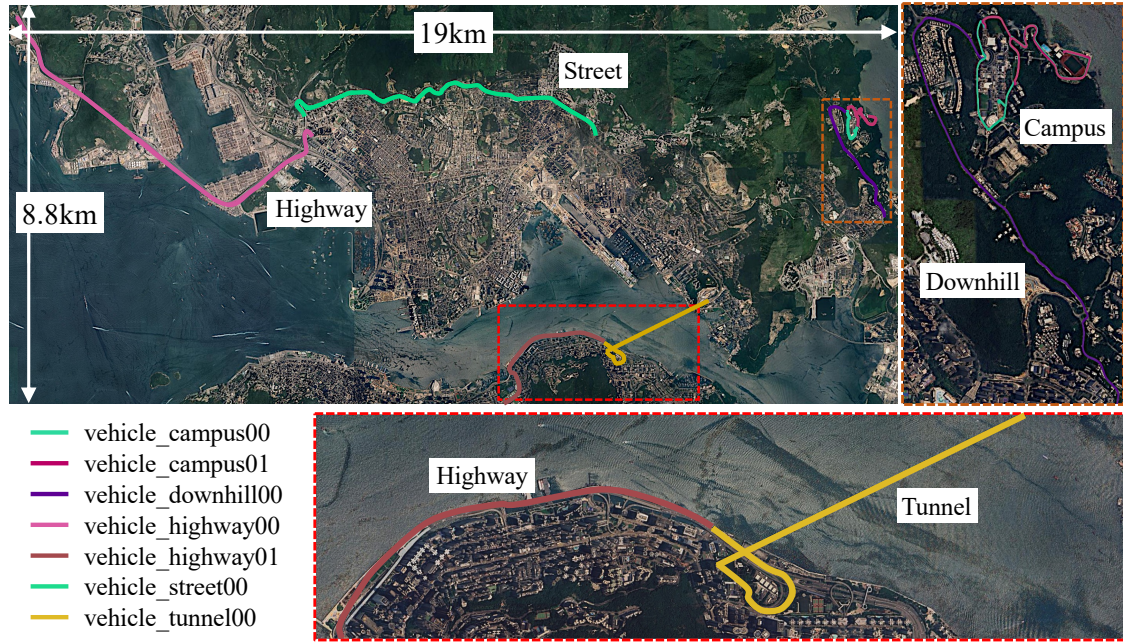 19km
Street
8.8km
Highway
Campus
Downhill
vehicle_campus00
vehicle_campus01
vehicle_downhill00
vehicle_highway00
vehicle_highway01
vehicle_street00
vehicle_tunnel00
Highway
Tunnel